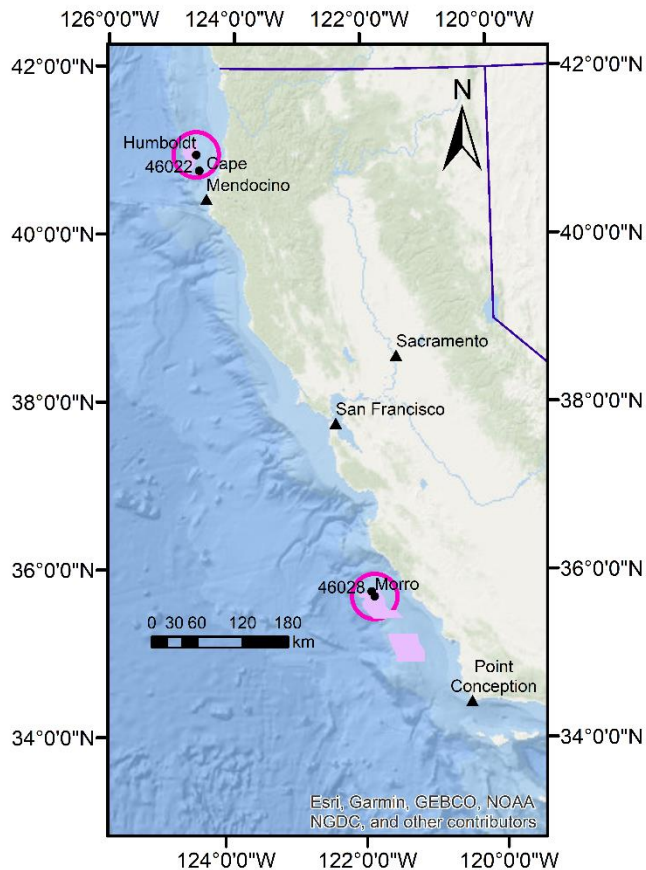 126°0'0"W 124°0'0"W 122°0'0"W 120°0'0"W
42°0'0"N
42°0'0"N
N
Humboldt
46022
Cape
Mendocino
40°0'0"N
40°0'0"N
Sacramento
38°0'0"N
38°0'0"N
San Francisco
36°0'0"N
36°0'0"N
46028
Morro
0 30 60 120 180
km
Point
Conception
34°0'0"N
34°0'0"N
Esri, Garmin, GEBCO, NOAA
NGDC, and other contributors
124°0'0"W 122°0'0"W 120°0'0"W